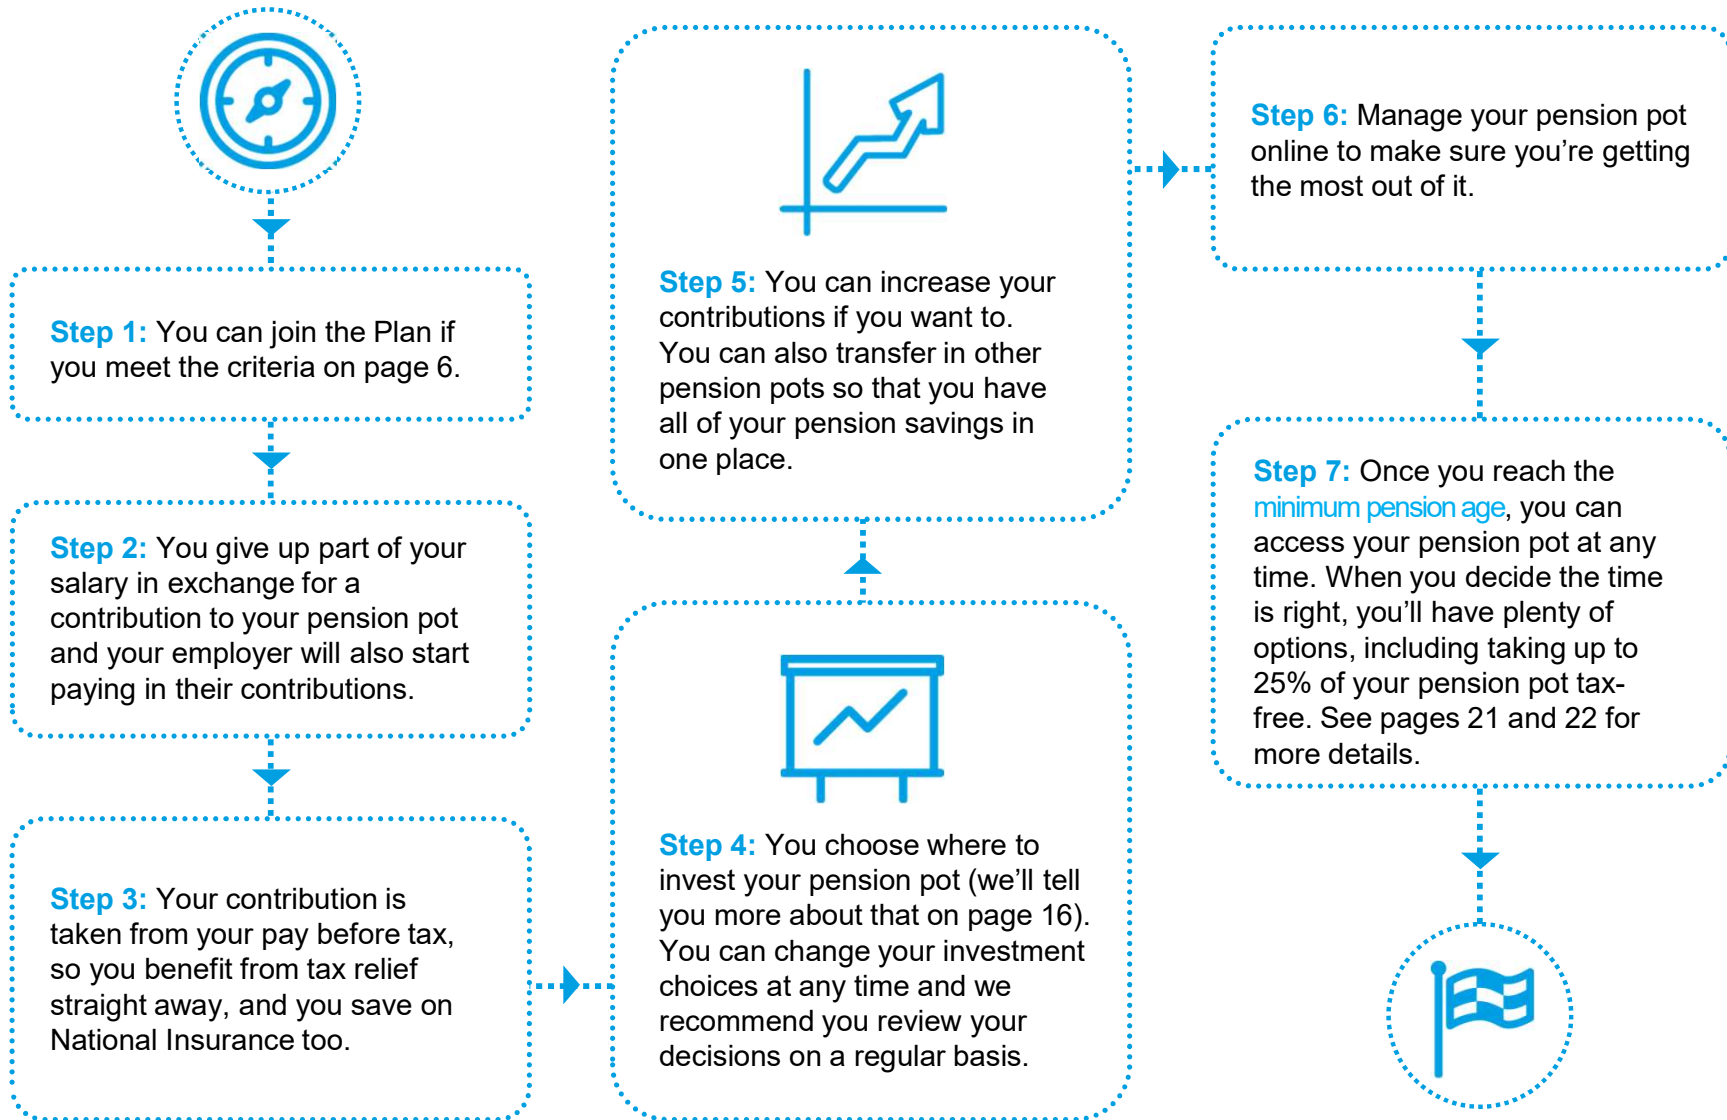 Step 1: You can join the Plan if
you meet the criteria on page 6.
Step 2: You give up part of your
salary in exchange for a
contribution to your pension pot
and your employer will also start
paying in their contributions.
Step 3: Your contribution is
taken from your pay before tax,
so you benefit from tax relief
straight away, and you save on
National Insurance too.
Step 4: You choose where to
invest your pension pot (we’ll tell
you more about that on page 16).
You can change your investment
choices at any time and we
recommend you review your
decisions on a regular basis.
Step 5: You can increase your
contributions if you want to.
You can also transfer in other
pension pots so that you have
all of your pension savings in
one place.
Step 6: Manage your pension pot
online to make sure you’re getting
the most out of it.
Step 7: Once you reach the
minimum pension age, you can
access your pension pot at any
time. When you decide the time
is right, you’ll have plenty of
options, including taking up to
25% of your pension pot tax-
free. See pages 21 and 22 for
more details.